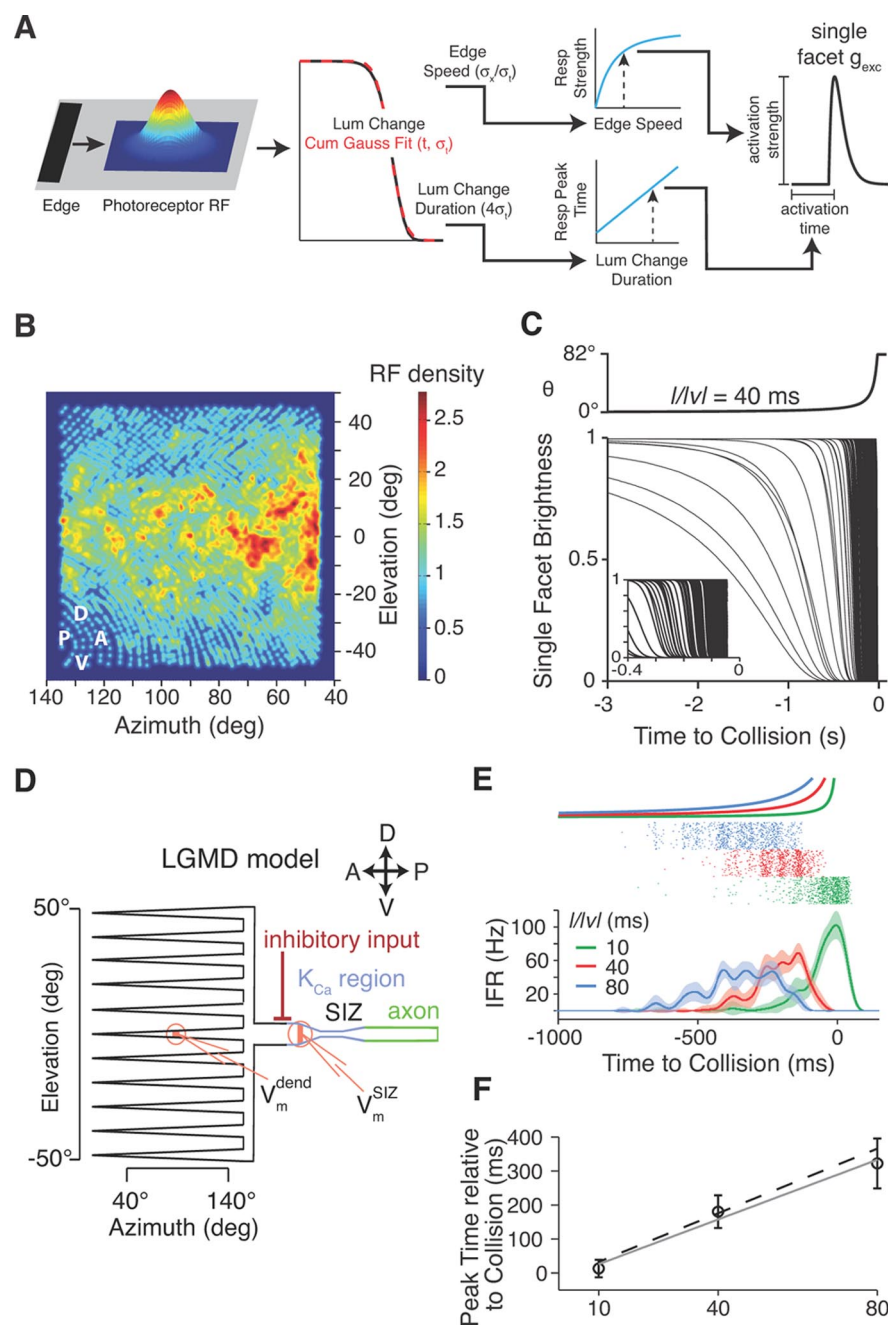 A
Edge
Photoreceptor RF
Lum Change
Cum Gauss Fit (t, σt)
Edge
Speed (σx/σt)
Lum Change
Duration (4σt)
Resp
Strength
Edge Speed
Resp Peak
Time
Lum Change
Duration
single
facet gexc
activation
strength
activation
time
B
RF density
2.5
2
1.5
1
0.5
0
40
20
0
-20
-40
Elevation (deg)
D
P A
V
140 120 100 80 60 40
Azimuth (deg)
C
82°
θ
0°
l/lvl = 40 ms
1
0.5
0
Single Facet Brightness
1
0
-0.4 0
-3 -2 -1 0
Time to Collision (s)
D
LGMD model
D
A P
V
50°
-50°
Elevation (deg)
inhibitory input
KCa region
SIZ
axon
Vm dend
Vm SIZ
40° 140°
Azimuth (deg)
E
l/lvl (ms)
10
40
80
100
60
20
IFR (Hz)
-1000 -500 0
Time to Collision (ms)
F
400
300
200
100
0
Peak Time relative
to Collision (ms)
10 40 80